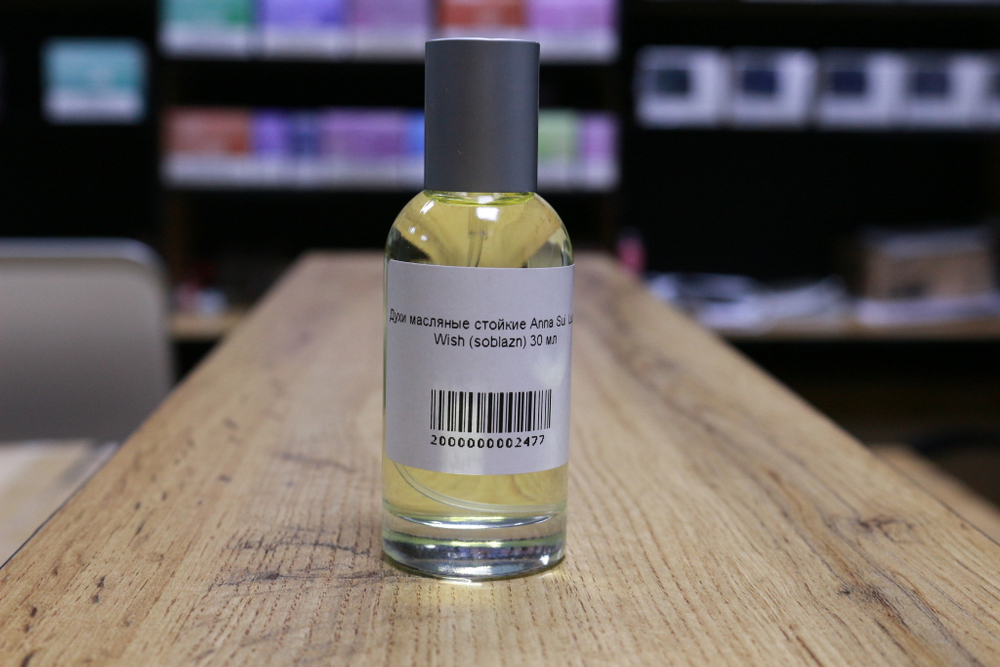 Духи масляные стойкие Anna Sui
Wish (soblazn) 30 мл
2000000002477